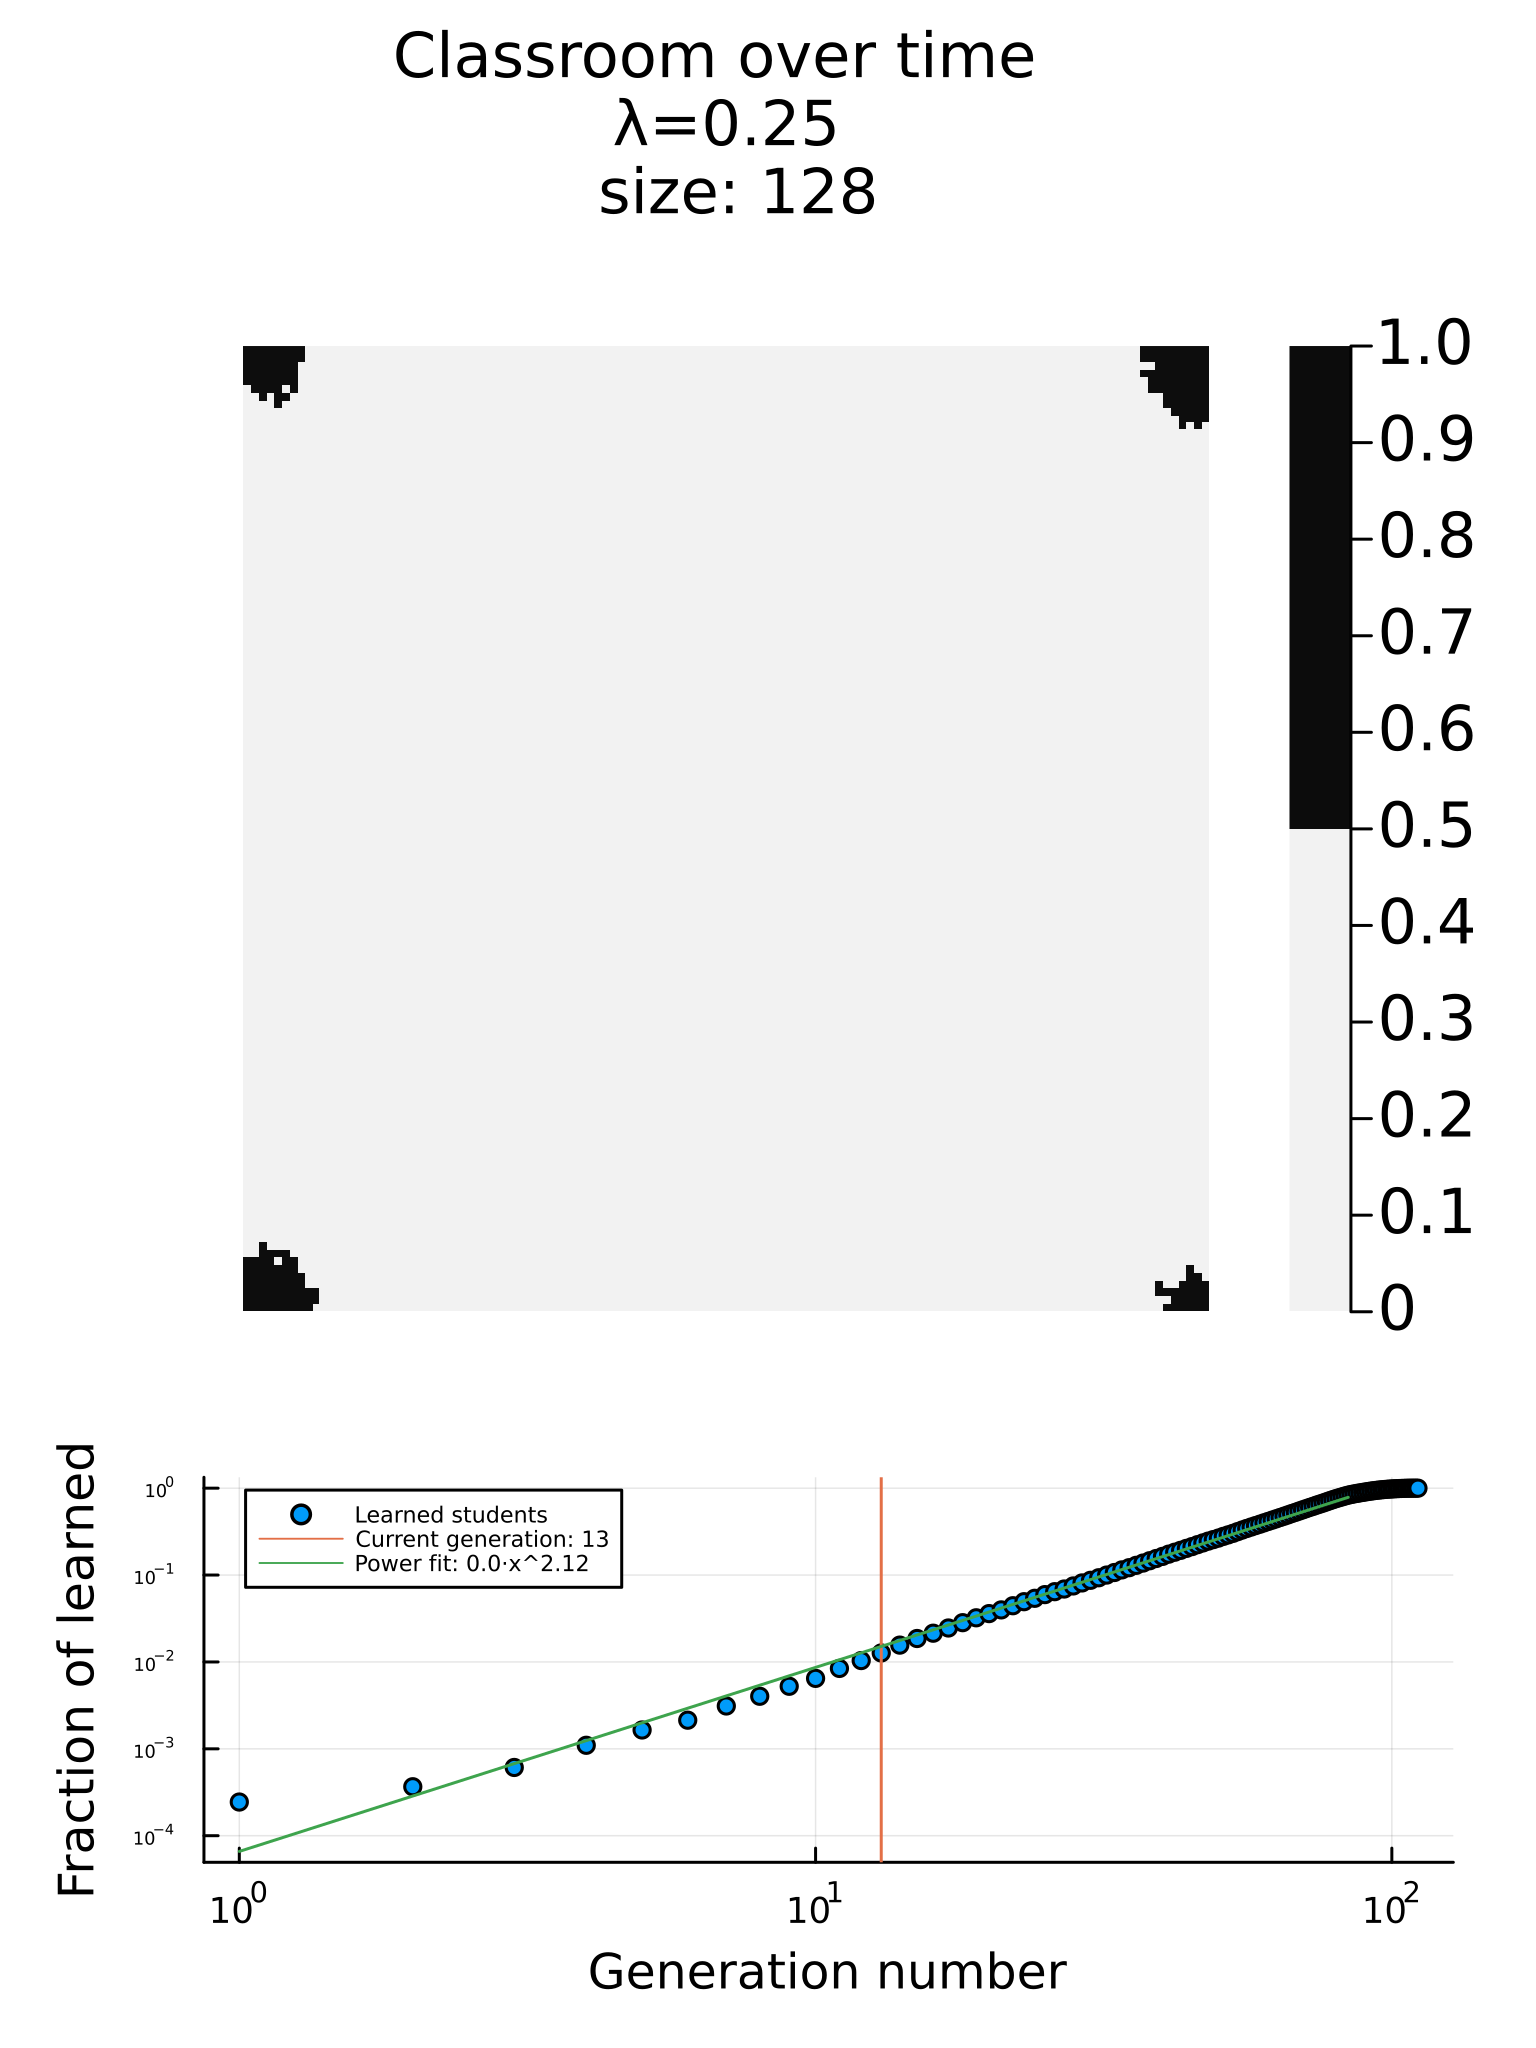 Classroom over time
λ=0.25
size: 128
1.0
0.9
0.8
0.7
0.6
0.5
0.4
0.3
0.2
0.1
0
Fraction of learned
10^0
10^-1
10^-2
10^-3
10^-4
Learned students
Current generation: 13
Power fit: 0.0·x^2.12
10^0 10^1 10^2
Generation number